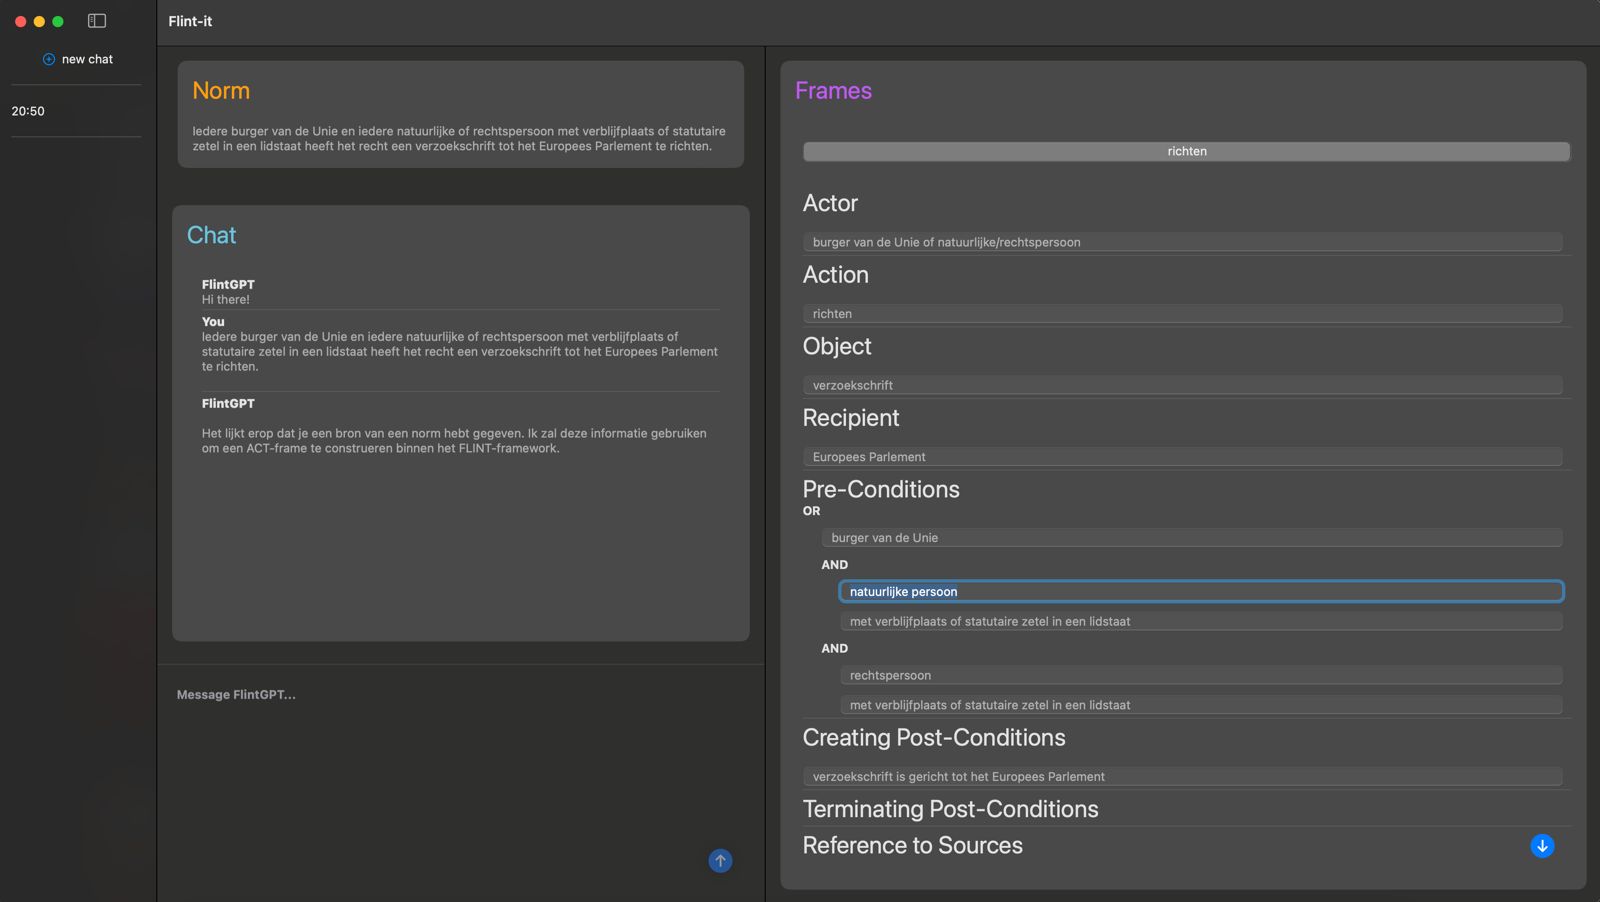 Flint-it
new chat
20:50
Norm
Iedere burger van de Unie en iedere natuurlijke of rechtspersoon met verblijfplaats of statutaire
zetel in een lidstaat heeft het recht een verzoekschrift tot het Europees Parlement te richten.
Chat
FlintGPT
Hi there!
You
Iedere burger van de Unie en iedere natuurlijke of rechtspersoon met verblijfplaats of
statutaire zetel in een lidstaat heeft het recht een verzoekschrift tot het Europees Parlement
te richten.
FlintGPT
Het lijkt erop dat je een bron van een norm hebt gegeven. Ik zal deze informatie gebruiken
om een ACT-frame te construeren binnen het FLINT-framework.
Message FlintGPT...
Frames
richten
Actor
burger van de Unie of natuurlijke/rechtspersoon
Action
richten
Object
verzoekschrift
Recipient
Europees Parlement
Pre-Conditions
OR
burger van de Unie
AND
natuurlijke persoon
met verblijfplaats of statutaire zetel in een lidstaat
AND
rechtspersoon
met verblijfplaats of statutaire zetel in een lidstaat
Creating Post-Conditions
verzoekschrift is gericht tot het Europees Parlement
Terminating Post-Conditions
Reference to Sources